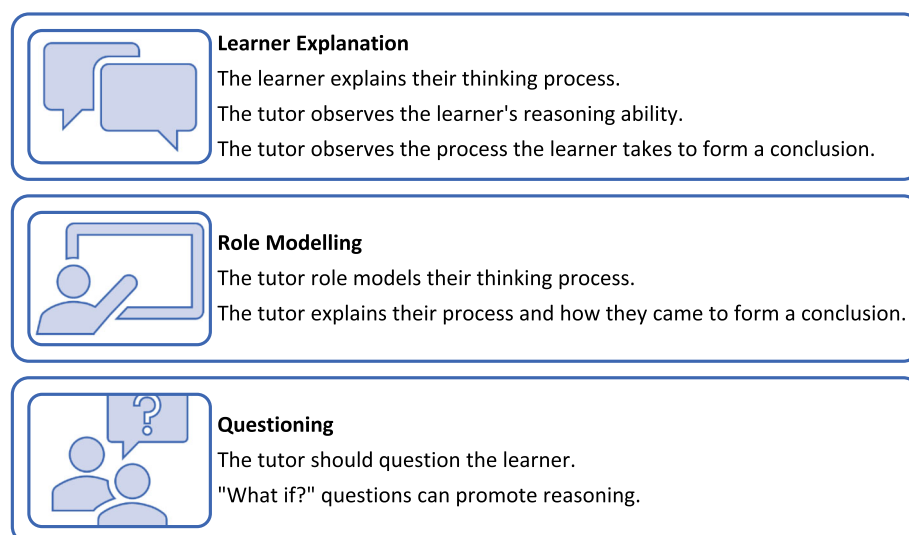 Learner Explanation
The learner explains their thinking process.
The tutor observes the learner's reasoning ability.
The tutor observes the process the learner takes to form a conclusion.
Role Modelling
The tutor role models their thinking process.
The tutor explains their process and how they came to form a conclusion.
?
Questioning
The tutor should question the learner.
"What if?" questions can promote reasoning.